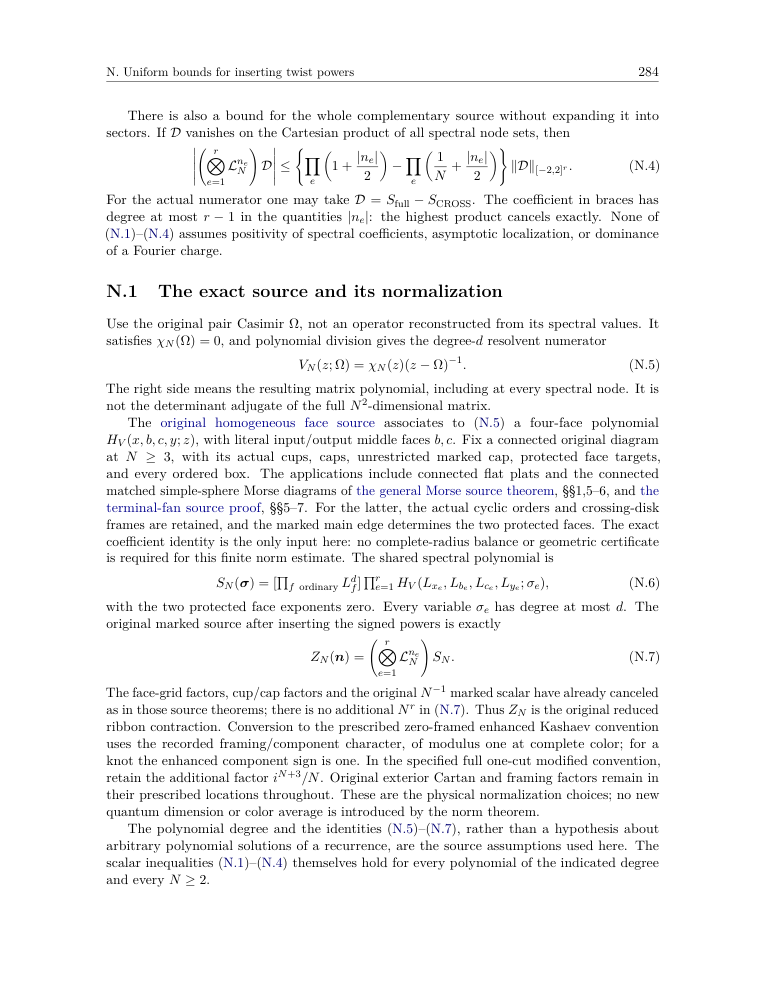 N. Uniform bounds for inserting twist powers 284
There is also a bound for the whole complementary source without expanding it into
sectors. If 𝒟 vanishes on the Cartesian product of all spectral node sets, then
|(⨂_{e=1}^{r} ℒ_N^{n_e}) 𝒟| ≤ {∏_e (1 + |n_e|/2) − ∏_e (1/N + |n_e|/2)} ‖𝒟‖_{[−2,2]^r}. (N.4)
For the actual numerator one may take 𝒟 = S_full − S_CROSS. The coefficient in braces has
degree at most r − 1 in the quantities |n_e|: the highest product cancels exactly. None of
(N.1)–(N.4) assumes positivity of spectral coefficients, asymptotic localization, or dominance
of a Fourier charge.
N.1 The exact source and its normalization
Use the original pair Casimir Ω, not an operator reconstructed from its spectral values. It
satisfies χ_N(Ω) = 0, and polynomial division gives the degree-d resolvent numerator
V_N(z; Ω) = χ_N(z)(z − Ω)^{−1}. (N.5)
The right side means the resulting matrix polynomial, including at every spectral node. It is
not the determinant adjugate of the full N²-dimensional matrix.
The original homogeneous face source associates to (N.5) a four-face polynomial
H_V(x, b, c, y; z), with literal input/output middle faces b, c. Fix a connected original diagram
at N ≥ 3, with its actual cups, caps, unrestricted marked cap, protected face targets,
and every ordered box. The applications include connected flat plats and the connected
matched simple-sphere Morse diagrams of the general Morse source theorem, §§1,5–6, and the
terminal-fan source proof, §§5–7. For the latter, the actual cyclic orders and crossing-disk
frames are retained, and the marked main edge determines the two protected faces. The exact
coefficient identity is the only input here: no complete-radius balance or geometric certificate
is required for this finite norm estimate. The shared spectral polynomial is
S_N(𝝈) = [∏_{f ordinary} L_f^d] ∏_{e=1}^{r} H_V(L_{x_e}, L_{b_e}, L_{c_e}, L_{y_e}; σ_e), (N.6)
with the two protected face exponents zero. Every variable σ_e has degree at most d. The
original marked source after inserting the signed powers is exactly
Z_N(𝒏) = (⨂_{e=1}^{r} ℒ_N^{n_e}) S_N. (N.7)
The face-grid factors, cup/cap factors and the original N^{−1} marked scalar have already canceled
as in those source theorems; there is no additional N^r in (N.7). Thus Z_N is the original reduced
ribbon contraction. Conversion to the prescribed zero-framed enhanced Kashaev convention
uses the recorded framing/component character, of modulus one at complete color; for a
knot the enhanced component sign is one. In the specified full one-cut modified convention,
retain the additional factor i^{N+3}/N. Original exterior Cartan and framing factors remain in
their prescribed locations throughout. These are the physical normalization choices; no new
quantum dimension or color average is introduced by the norm theorem.
The polynomial degree and the identities (N.5)–(N.7), rather than a hypothesis about
arbitrary polynomial solutions of a recurrence, are the source assumptions used here. The
scalar inequalities (N.1)–(N.4) themselves hold for every polynomial of the indicated degree
and every N ≥ 2.